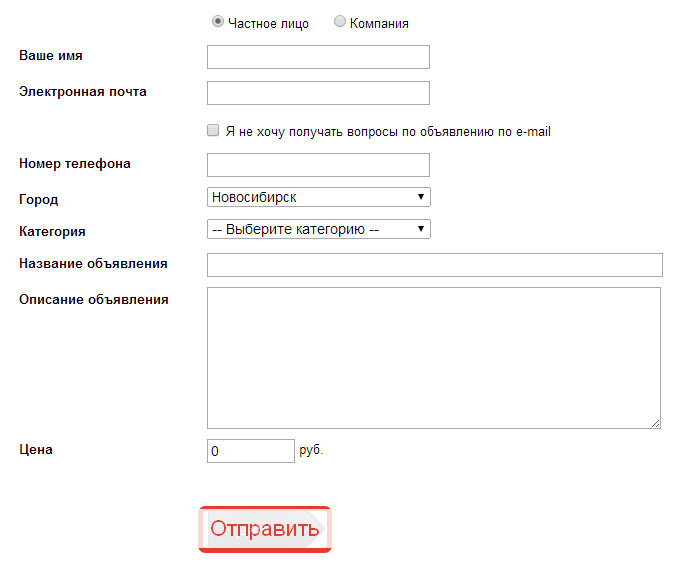 Частное лицо Компания
Ваше имя
Электронная почта
Я не хочу получать вопросы по объявлению по e-mail
Номер телефона
Город Новосибирск
Категория -- Выберите категорию --
Название объявления
Описание объявления
Цена 0 руб.
Отправить